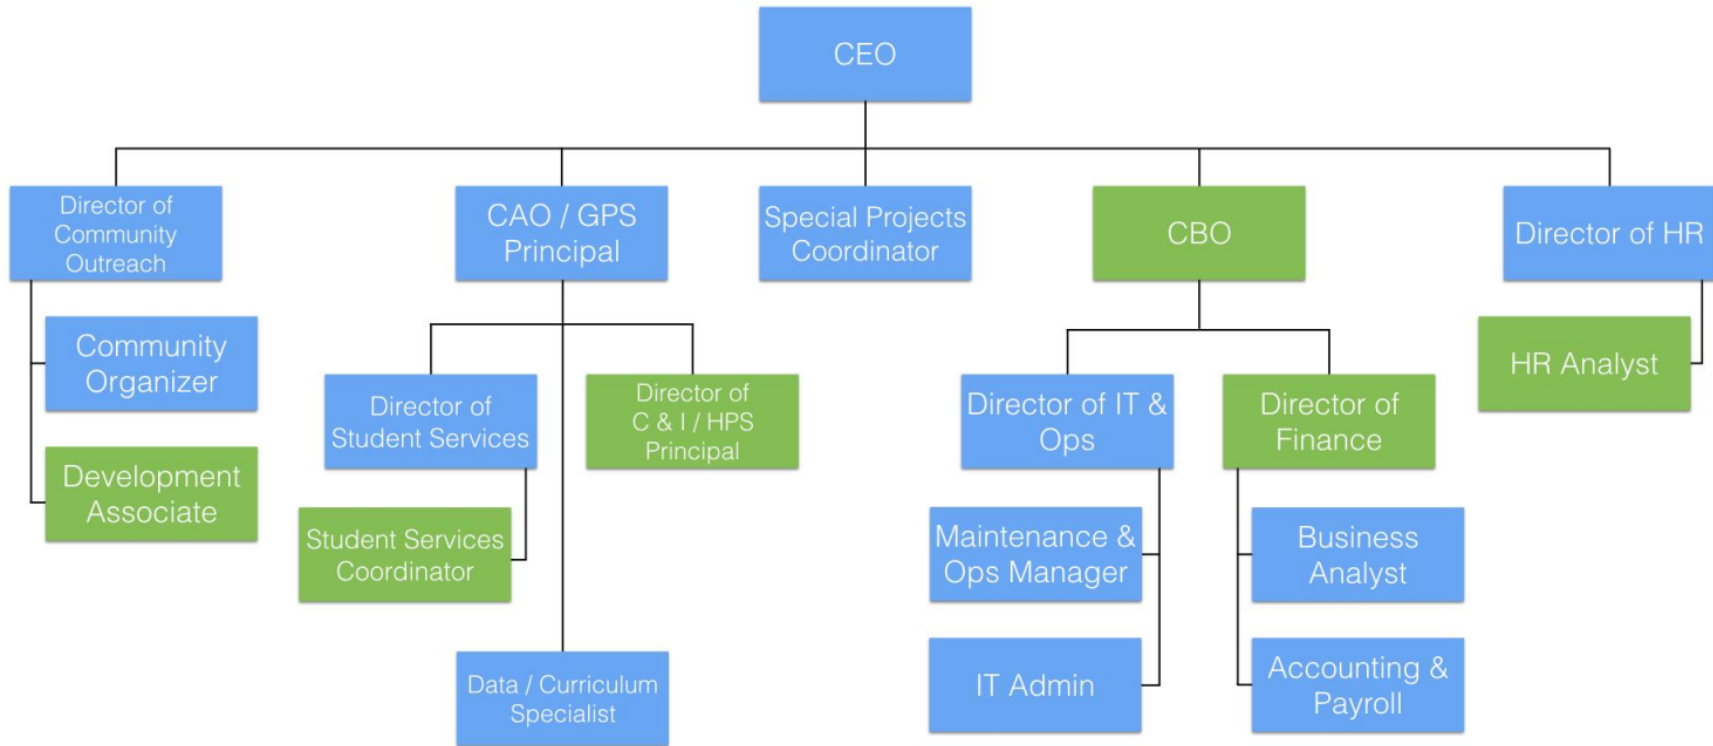 CEO
Director of
Community
Outreach
CAO / GPS
Principal
Special Projects
Coordinator
CBO
Director of HR
Community
Organizer
Development
Associate
Director of
Student Services
Student Services
Coordinator
Director of
C & I / HPS
Principal
Data / Curriculum
Specialist
Director of IT &
Ops
Maintenance &
Ops Manager
IT Admin
Director of
Finance
Business
Analyst
Accounting &
Payroll
HR Analyst